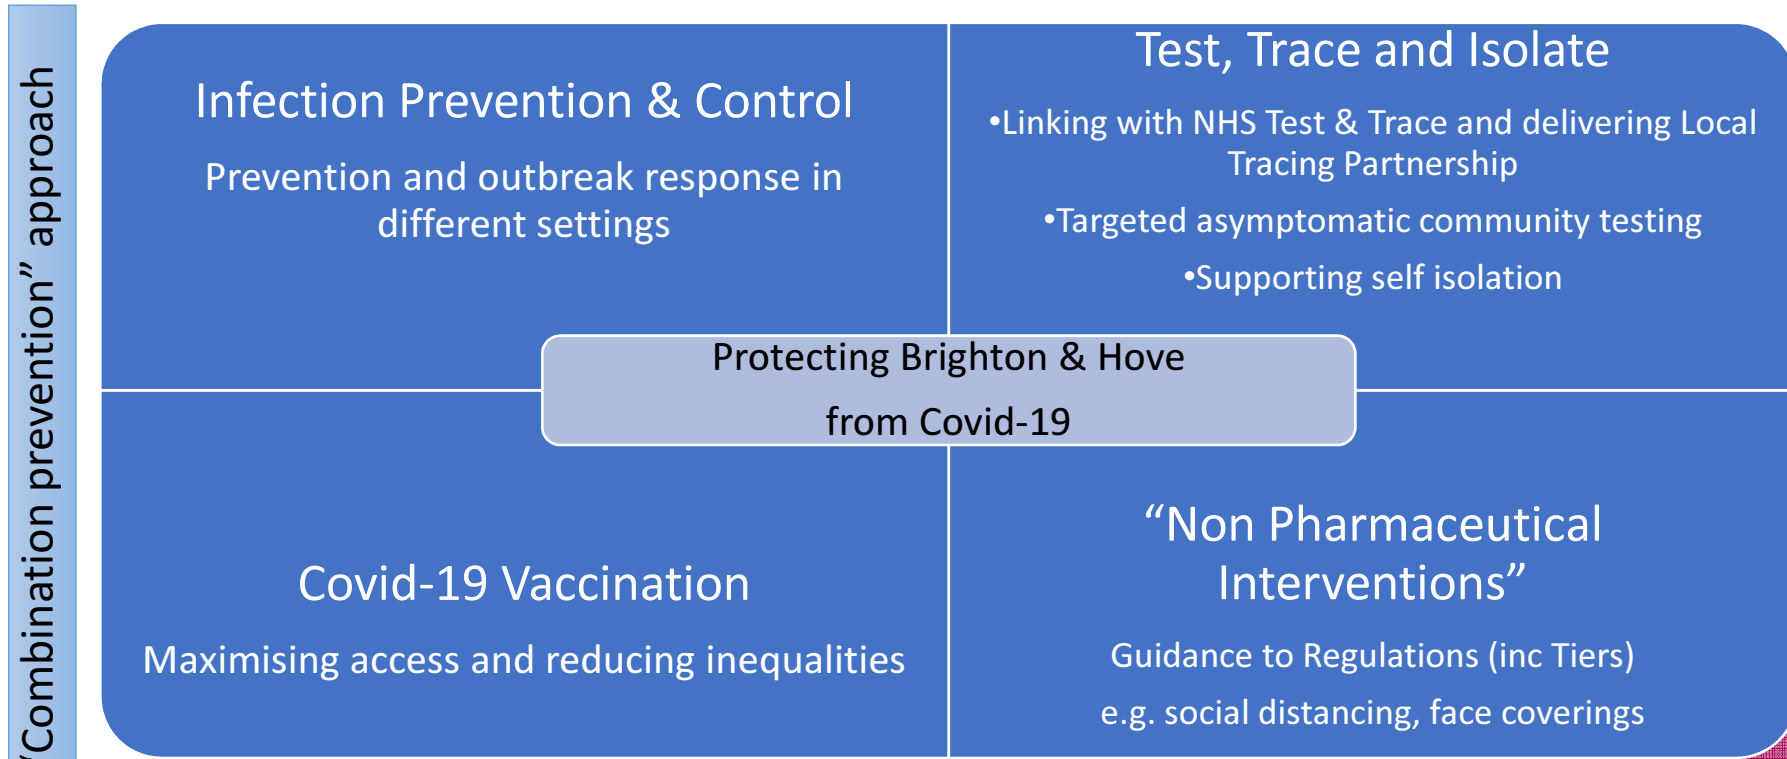 “Combination prevention” approach
Infection Prevention & Control
Prevention and outbreak response in
different settings
Test, Trace and Isolate
•Linking with NHS Test & Trace and delivering Local
Tracing Partnership
•Targeted asymptomatic community testing
•Supporting self isolation
Protecting Brighton & Hove
from Covid-19
Covid-19 Vaccination
Maximising access and reducing inequalities
“Non Pharmaceutical
Interventions”
Guidance to Regulations (inc Tiers)
e.g. social distancing, face coverings